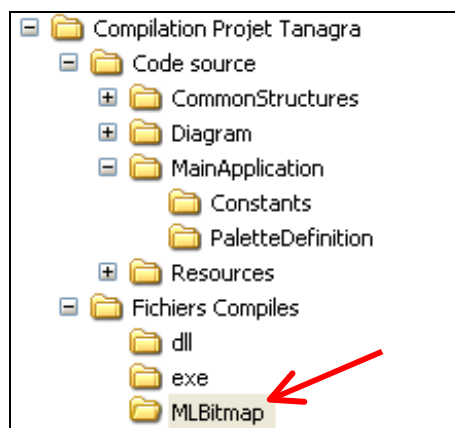 Compilation Projet Tanagra
Code source
CommonStructures
Diagram
MainApplication
Constants
PaletteDefinition
Resources
Fichiers Compiles
dll
exe
MLBitmap